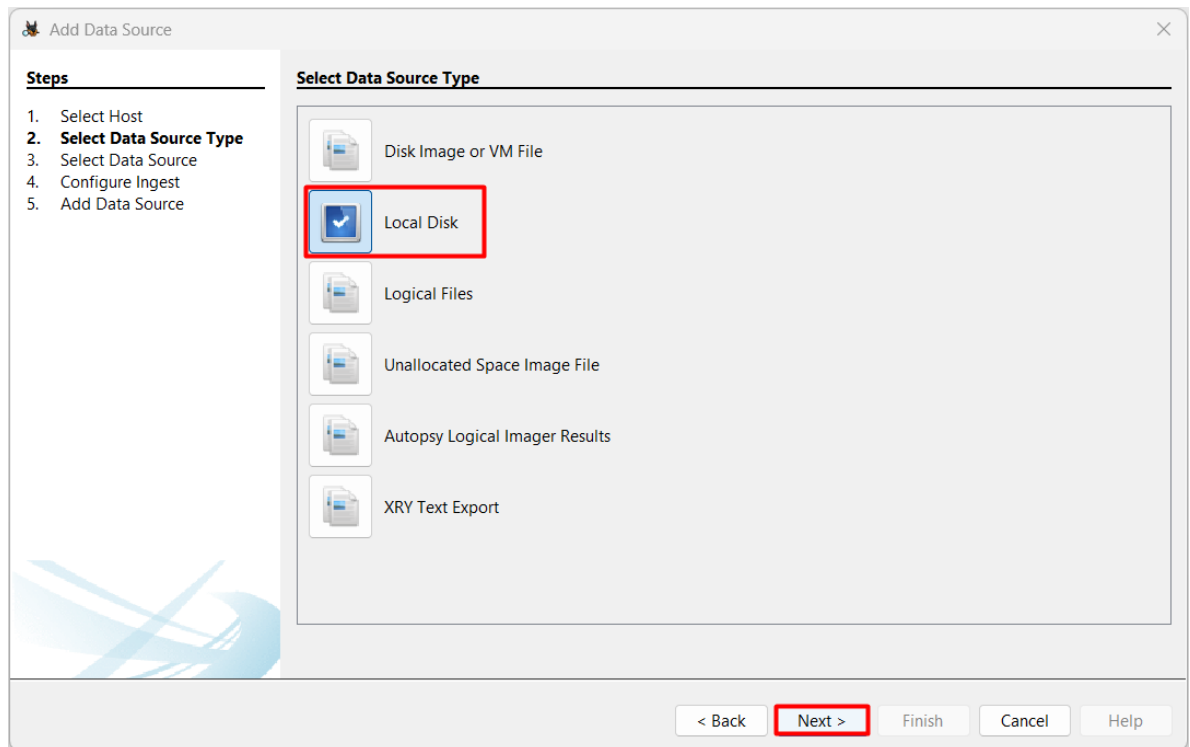 Add Data Source
Steps
1. Select Host
2. Select Data Source Type
3. Select Data Source
4. Configure Ingest
5. Add Data Source
Select Data Source Type
Disk Image or VM File
Local Disk
Logical Files
Unallocated Space Image File
Autopsy Logical Imager Results
XRY Text Export
< Back Next > Finish Cancel Help